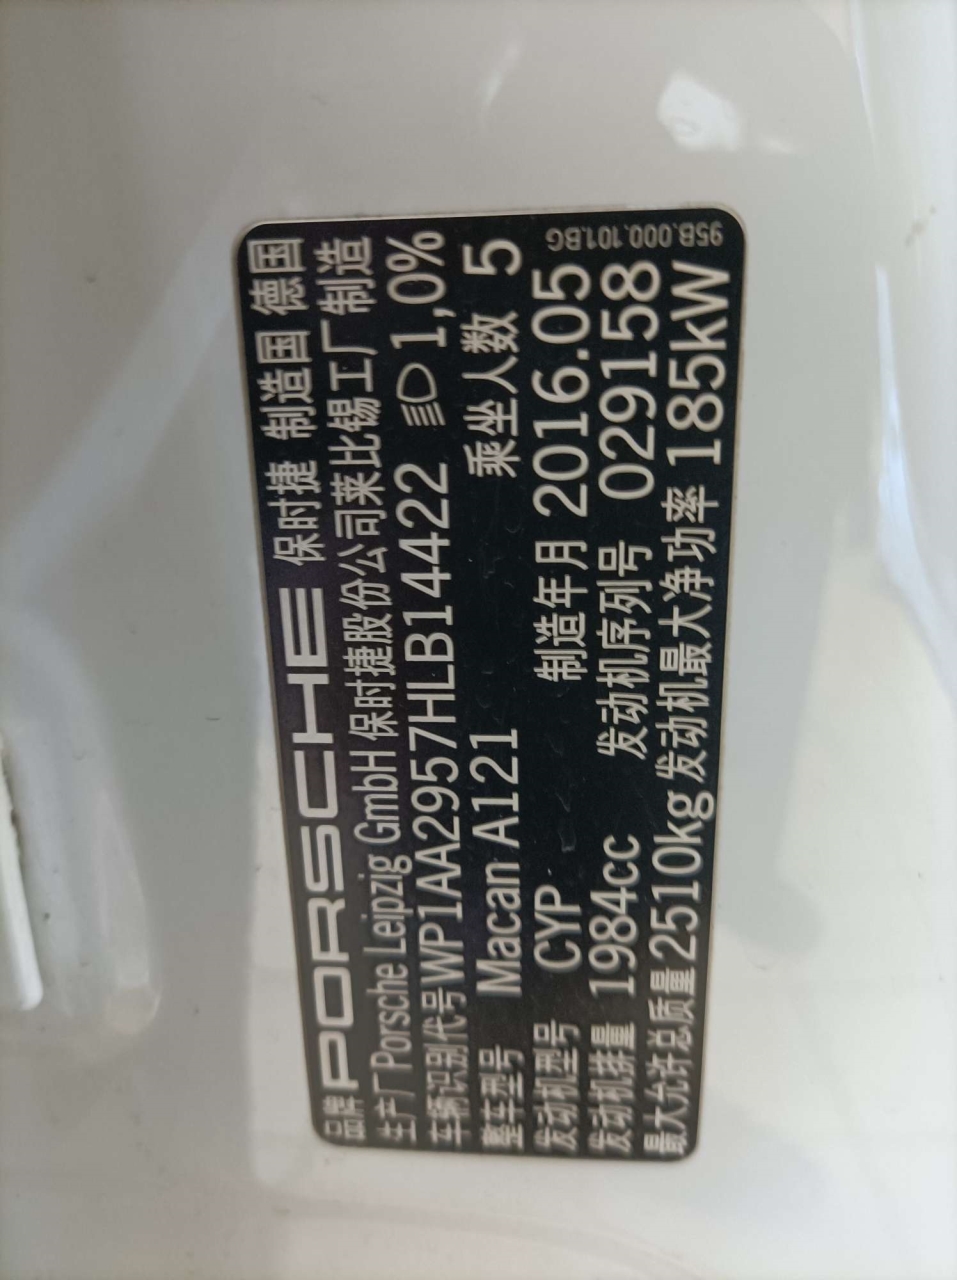 品牌 PORSCHE 保时捷 制造国 德国
生产厂 Porsche Leipzig GmbH 保时捷股份公司莱比锡工厂制造
车辆识别代号 WP1AA2957HLB14422 1,0%
整车型号 Macan A121 乘坐人数 5
发动机型号 CYP 制造年月 2016.05
发动机排量 1984cc 发动机序列号 029158
最大允许总质量 2510kg 发动机最大净功率 185kW
95B.000.101.BG